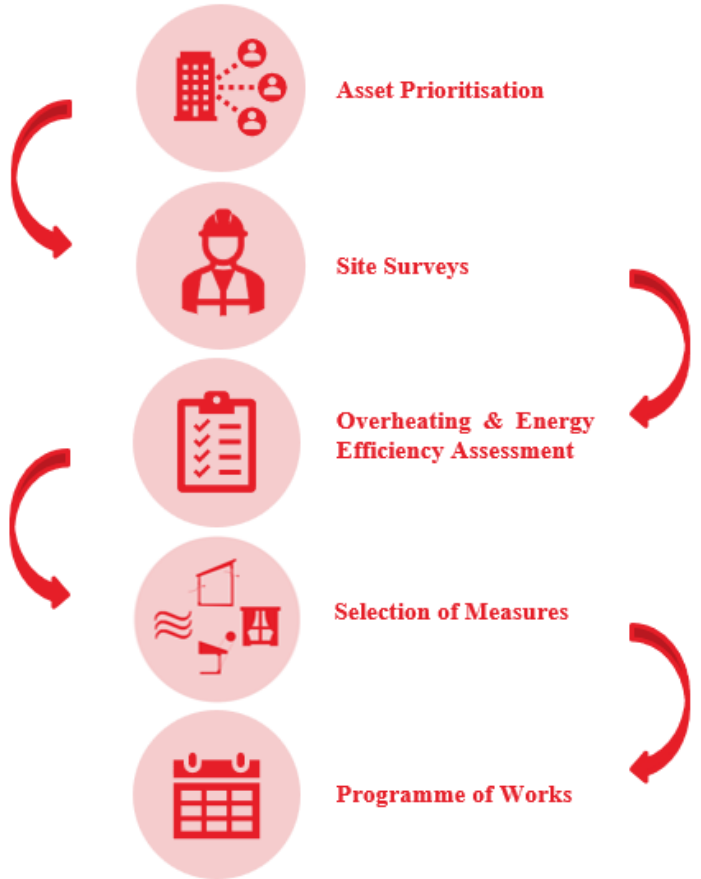 Asset Prioritisation
Site Surveys
Overheating & Energy
Efficiency Assessment
Selection of Measures
Programme of Works